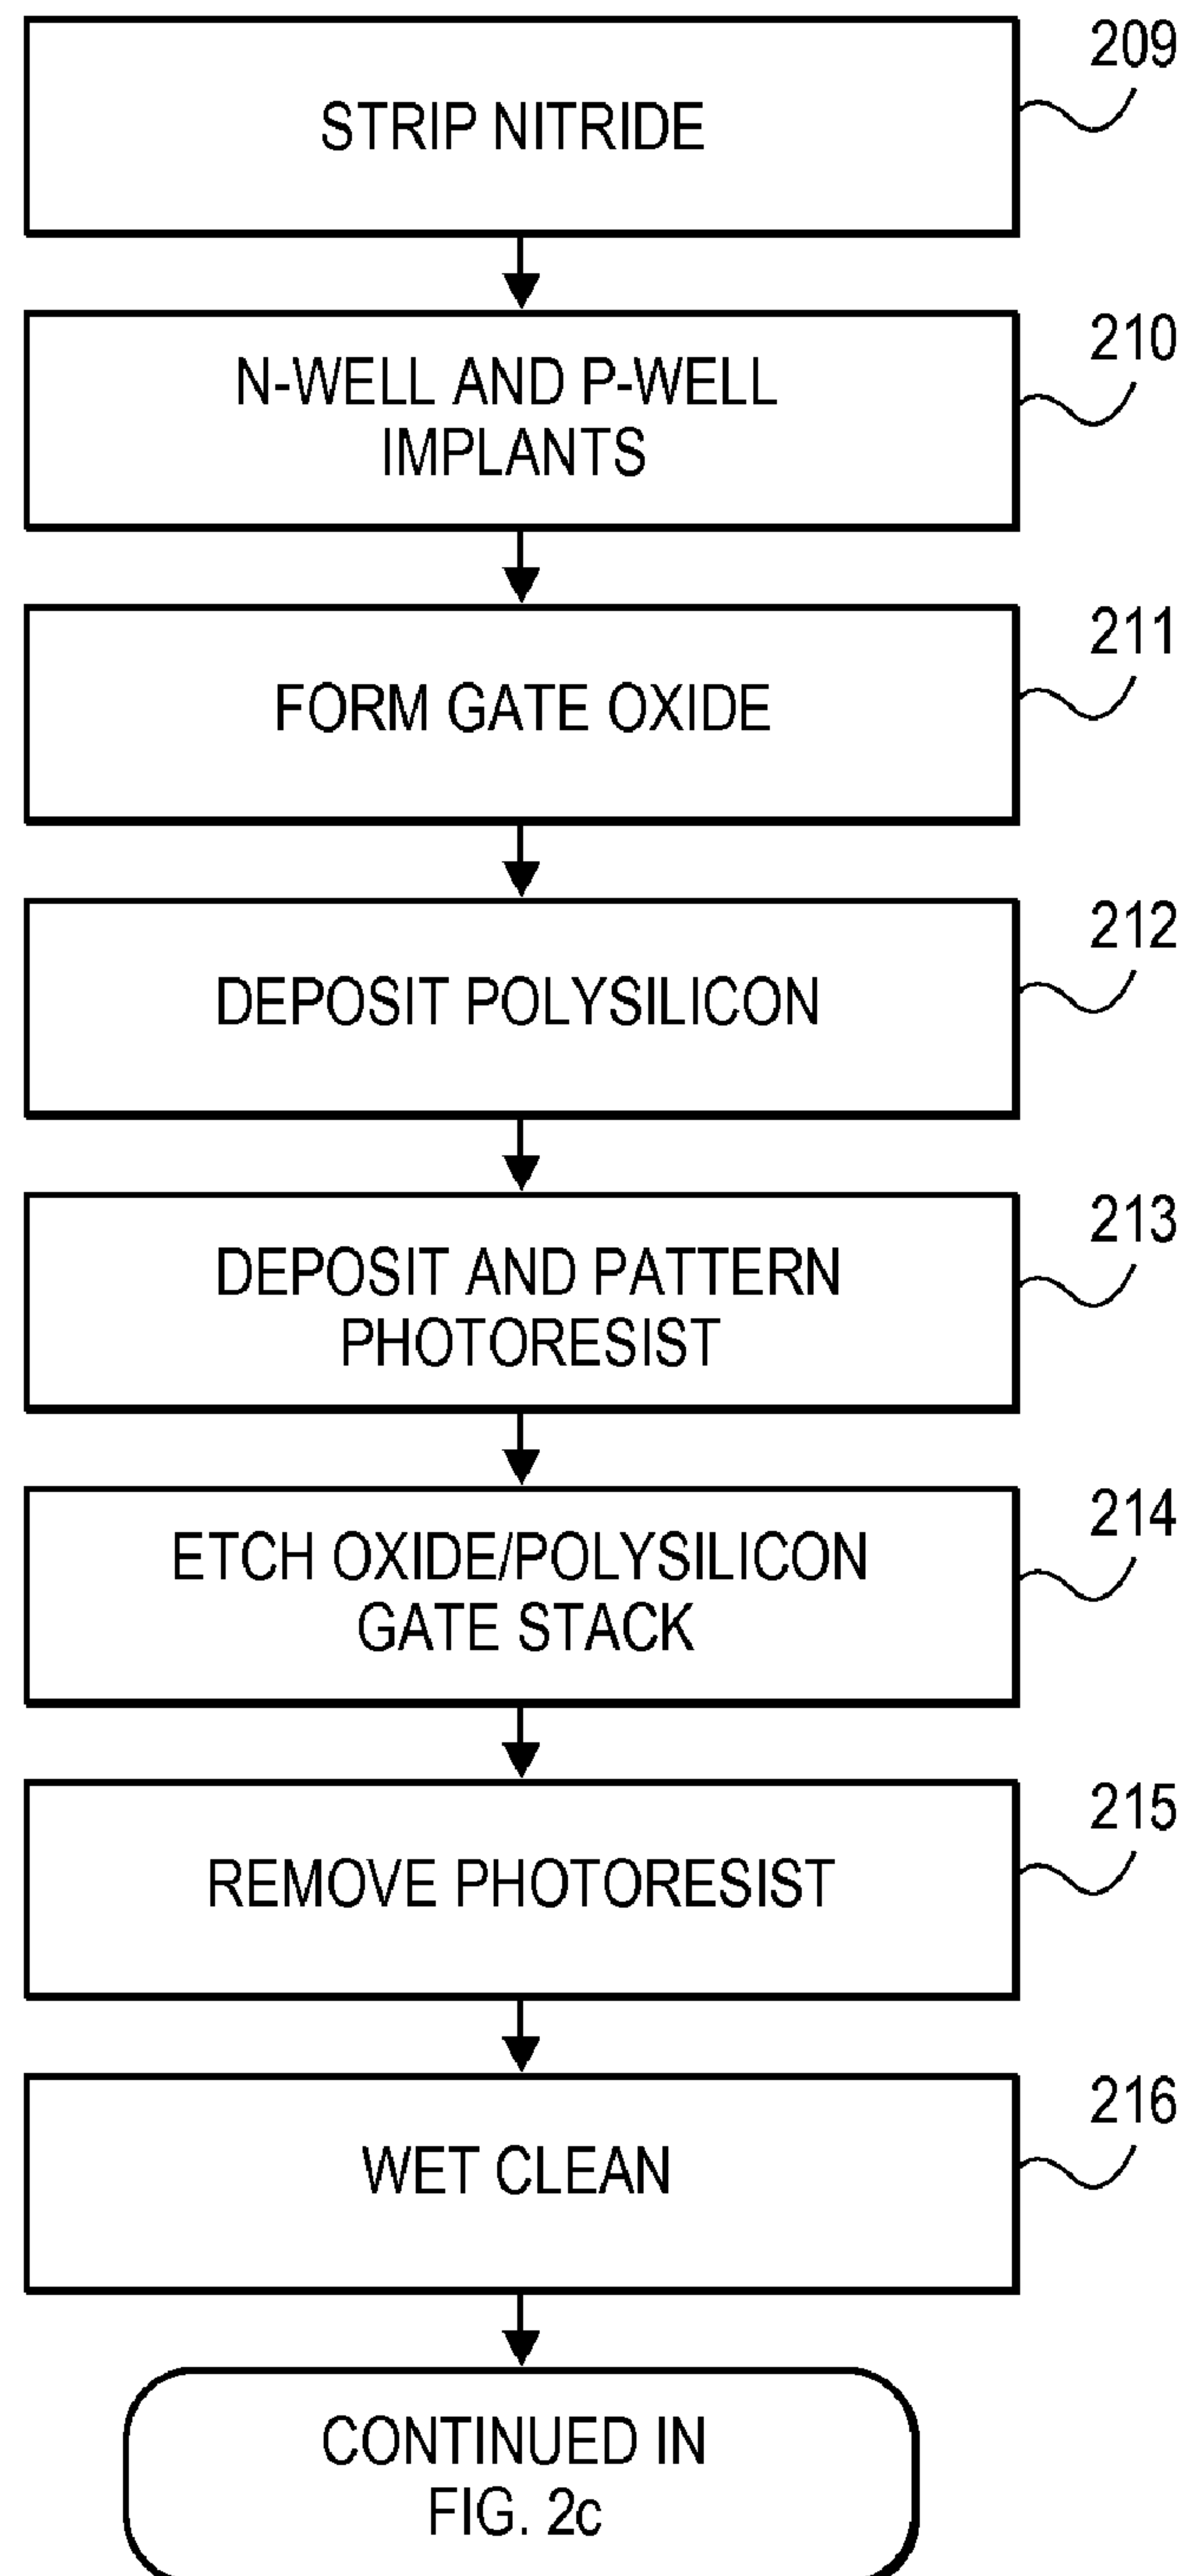 STRIP NITRIDE
209
N-WELL AND P-WELL
IMPLANTS
210
FORM GATE OXIDE
211
DEPOSIT POLYSILICON
212
DEPOSIT AND PATTERN
PHOTORESIST
213
ETCH OXIDE/POLYSILICON
GATE STACK
214
REMOVE PHOTORESIST
215
WET CLEAN
216
CONTINUED IN
FIG. 2c